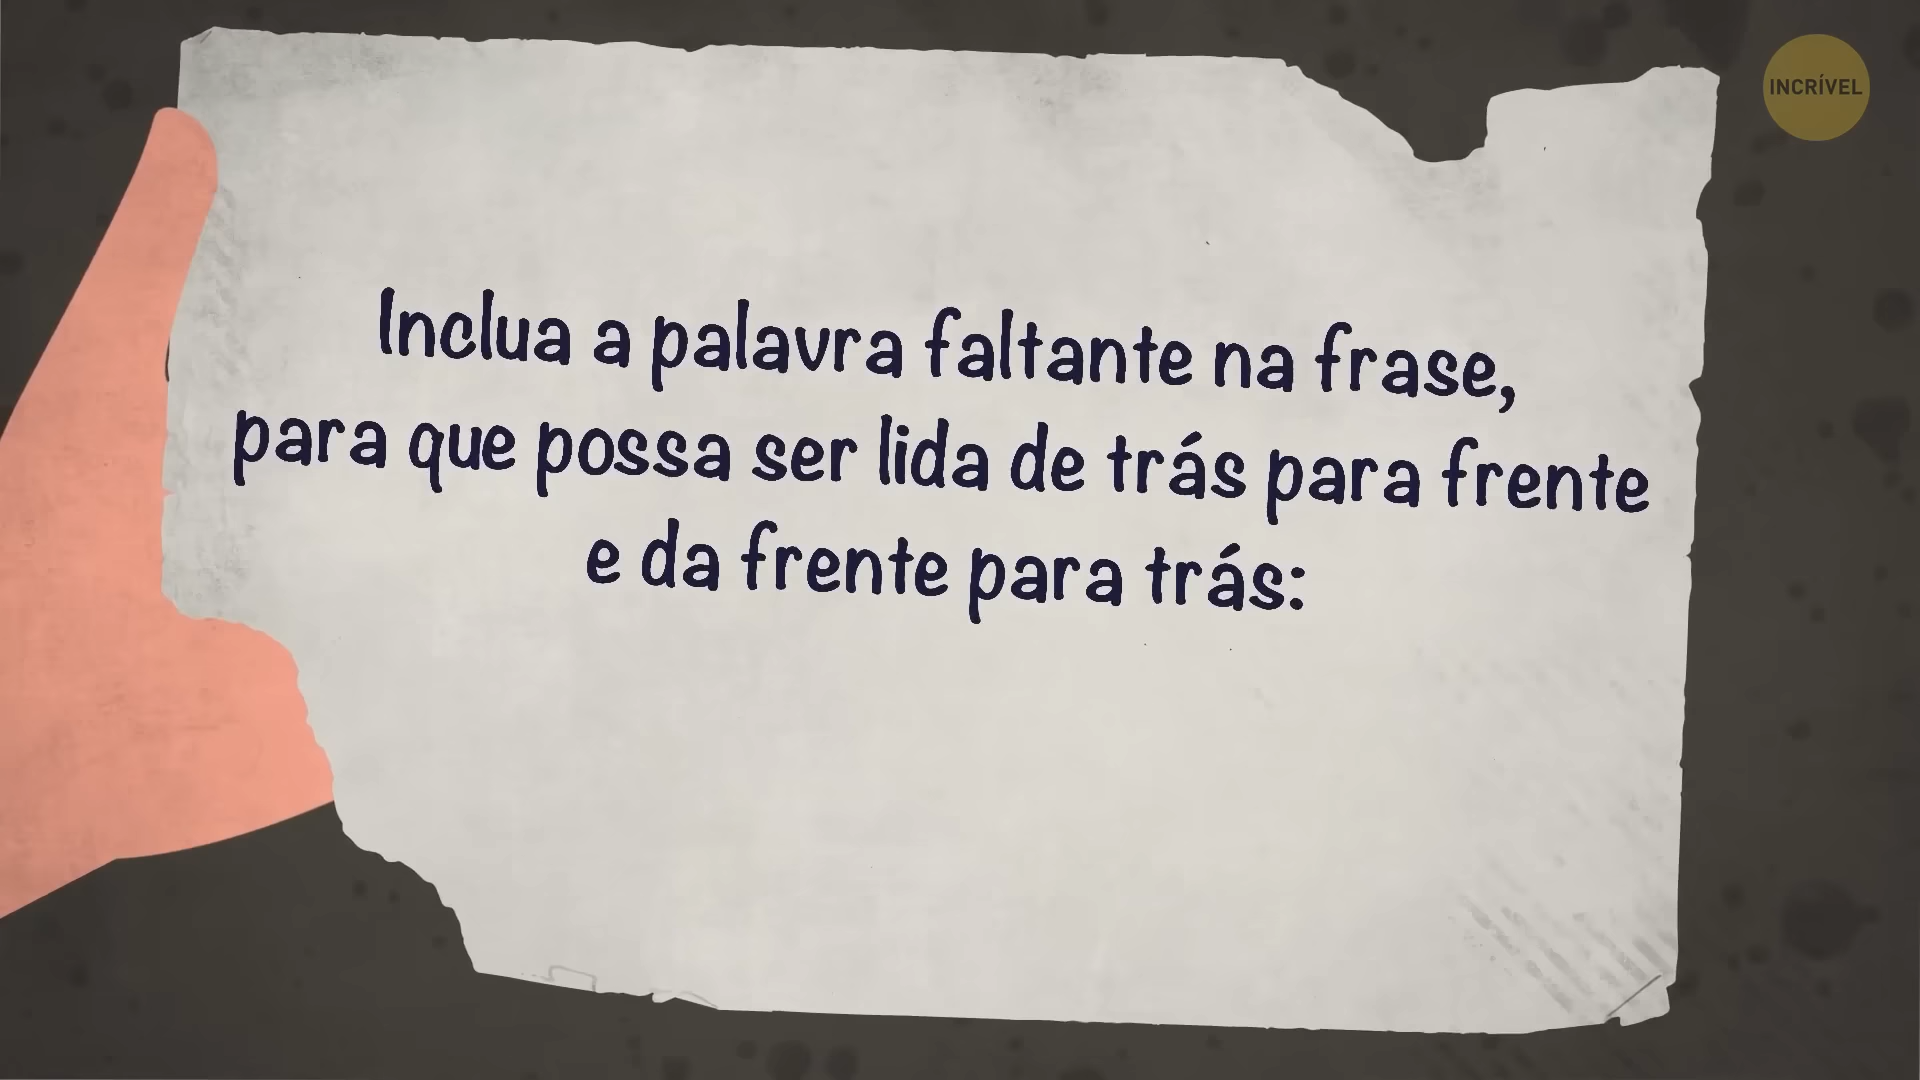 INCRÍVEL
Inclua a palavra faltante na frase,
para que possa ser lida de trás para frente
e da frente para trás: